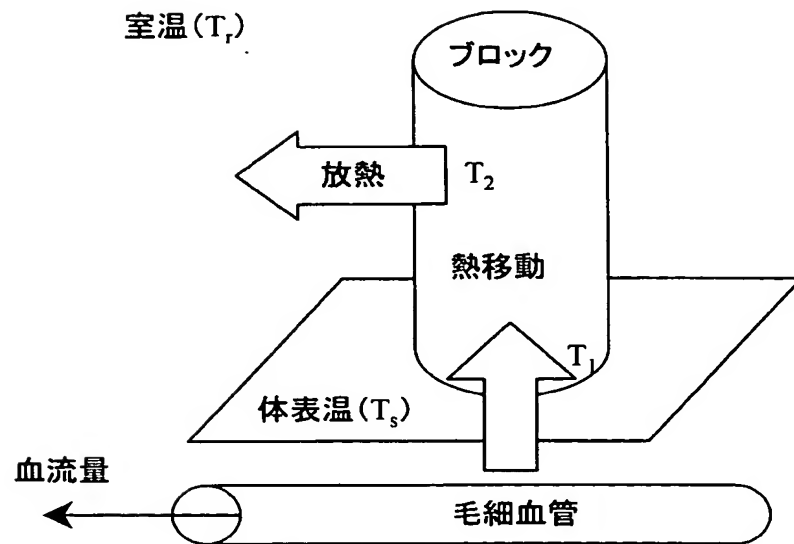 室温(Tr)
ブロック
放熱
T2
熱移動
T1
体表温(Ts)
血流量
毛細血管